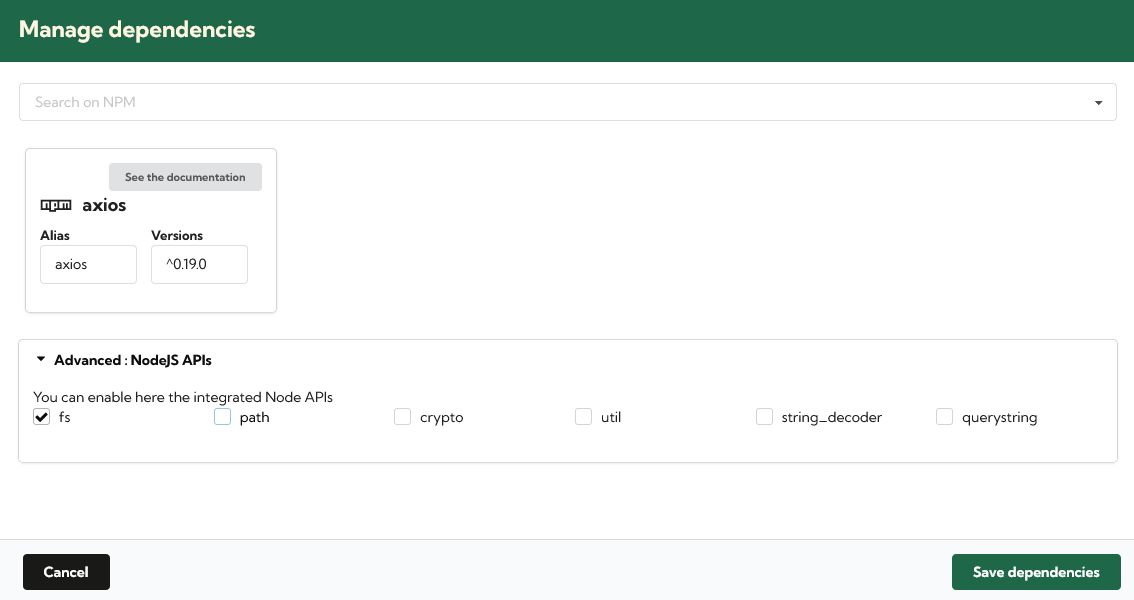 Manage dependencies
Search on NPM
See the documentation
axios
Alias Versions
axios ^0.19.0
Advanced : NodeJS APIs
You can enable here the integrated Node APIs
fs path crypto util string_decoder querystring
Cancel Save dependencies